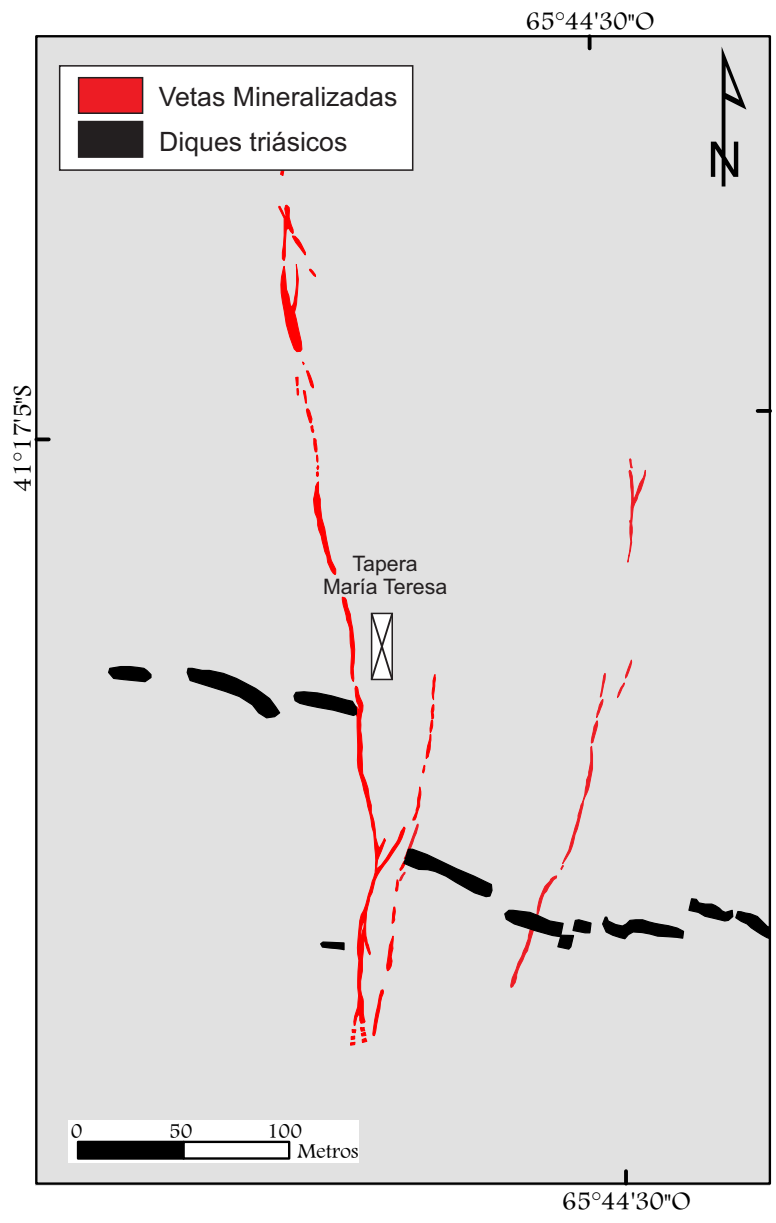 65°44'30"O
Vetas Mineralizadas
Diques triásicos
N
41°17'5"S
Tapera
María Teresa
0 50 100
Metros
65°44'30"O